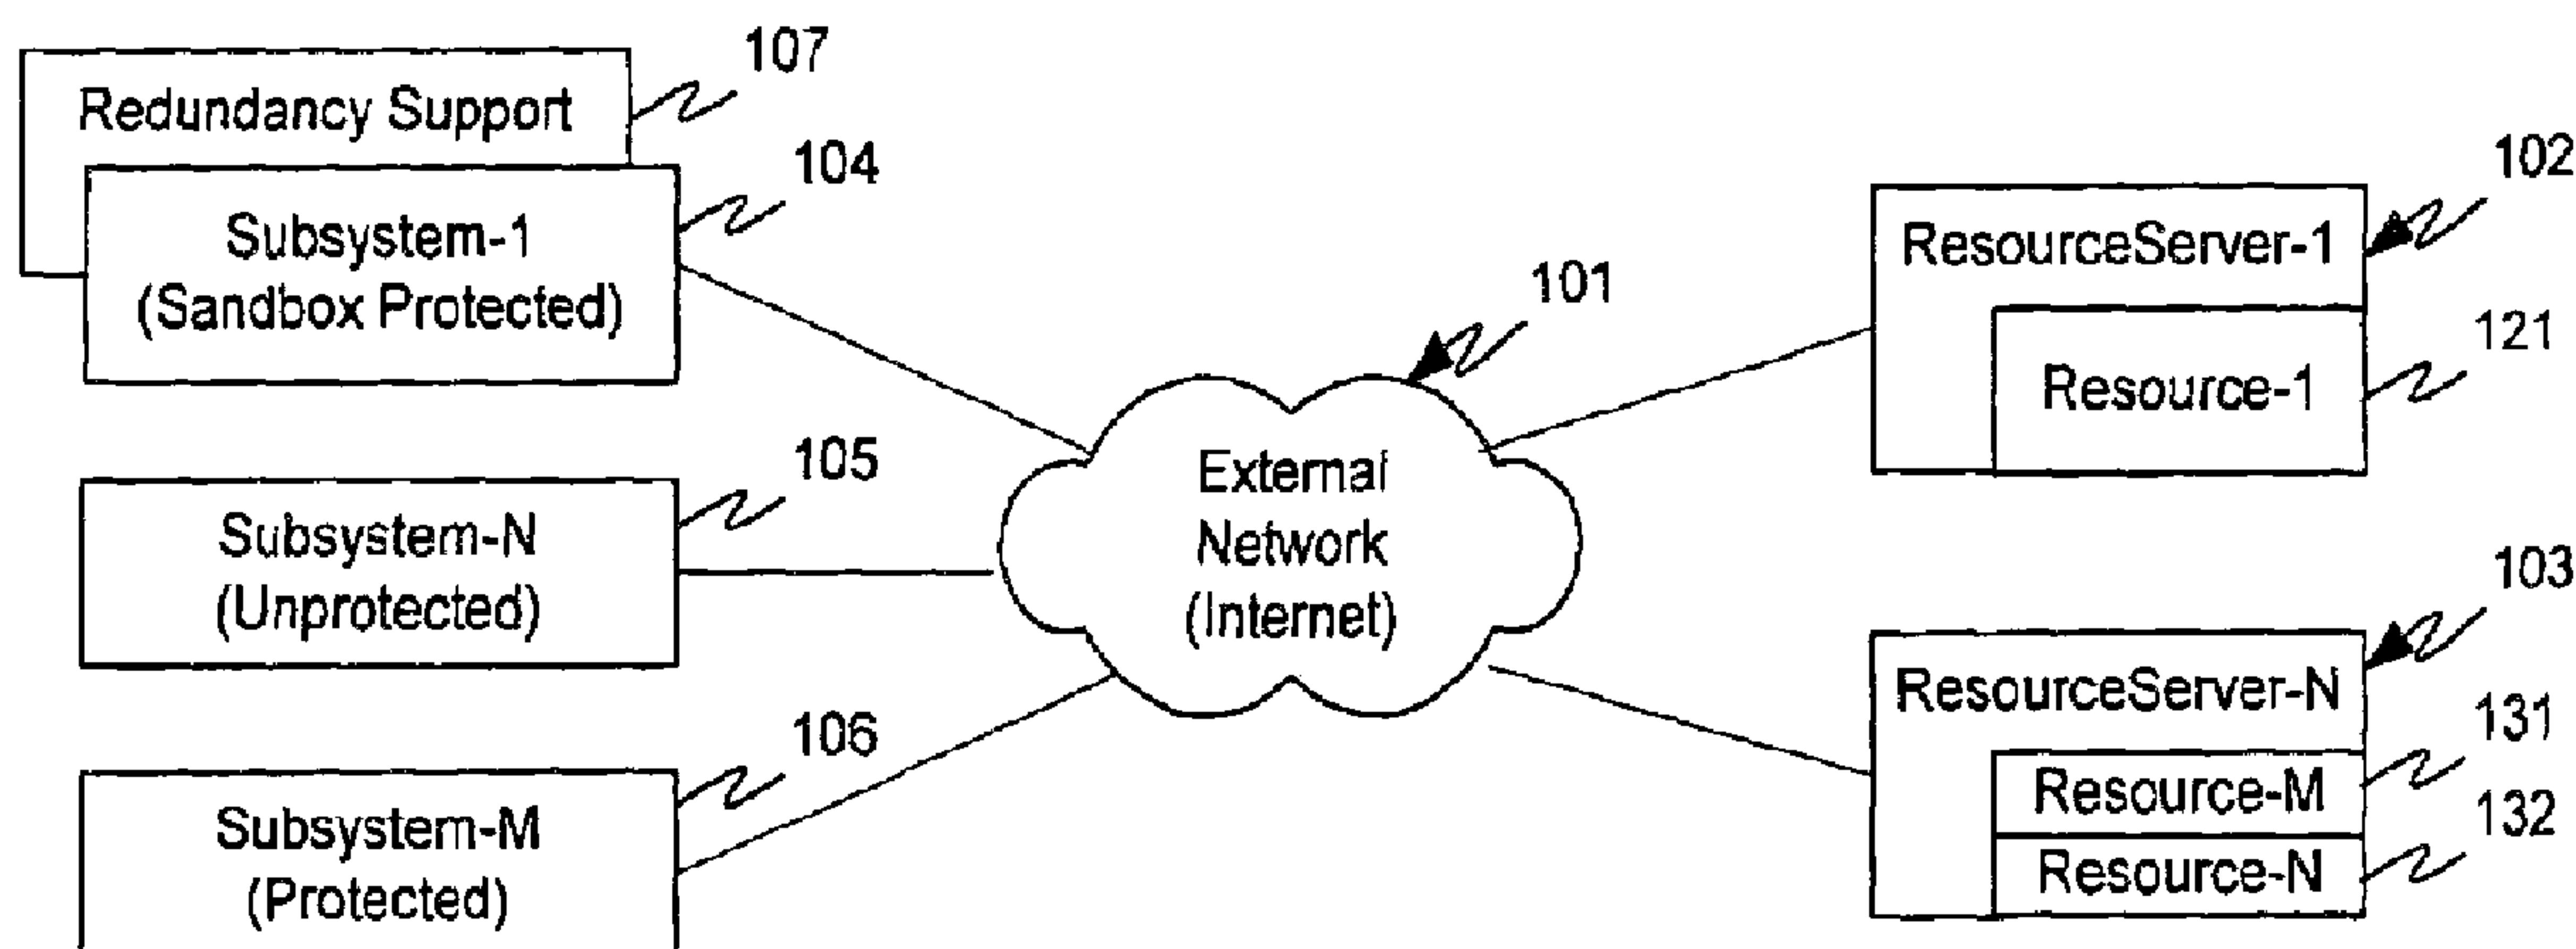 107
Redundancy Support
104
Subsystem-1
(Sandbox Protected)
105
Subsystem-N
(Unprotected)
106
Subsystem-M
(Protected)
101
External
Network
(Internet)
102
ResourceServer-1
121
Resource-1
103
ResourceServer-N
131
Resource-M
132
Resource-N